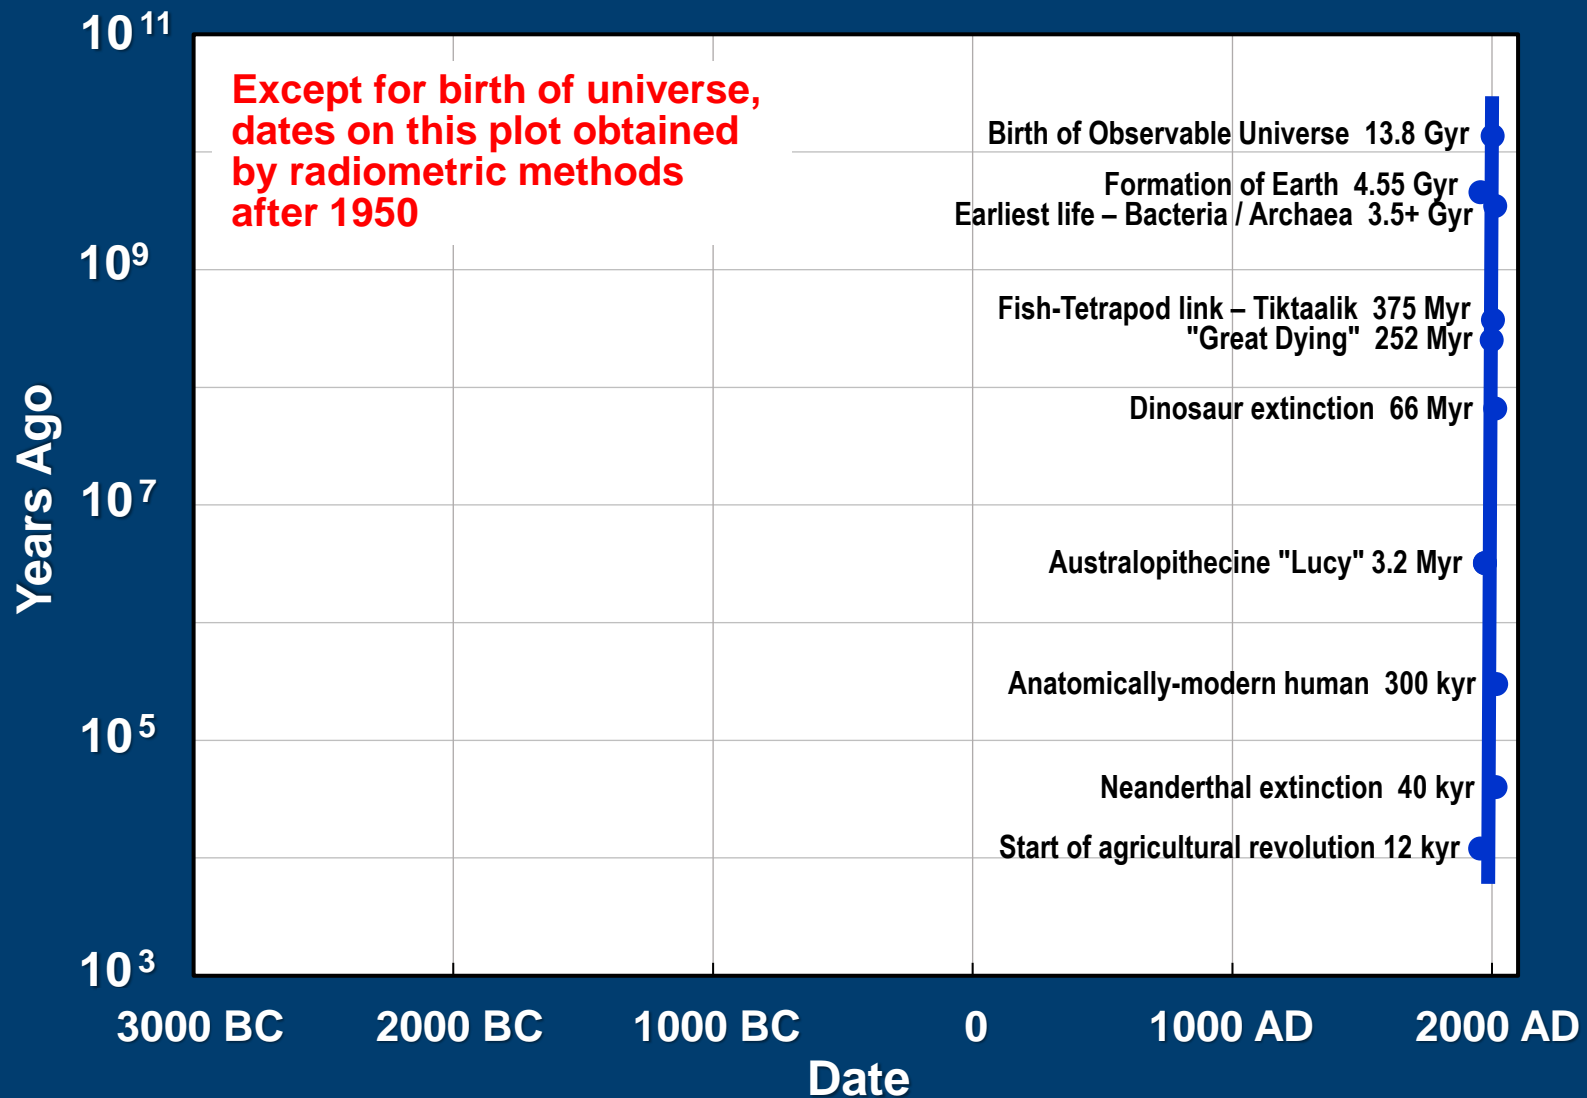 10^11
Except for birth of universe,
dates on this plot obtained
by radiometric methods
after 1950
Birth of Observable Universe 13.8 Gyr
Formation of Earth 4.55 Gyr
Earliest life – Bacteria / Archaea 3.5+ Gyr
10^9
Fish-Tetrapod link – Tiktaalik 375 Myr
"Great Dying" 252 Myr
Dinosaur extinction 66 Myr
Years Ago
10^7
Australopithecine "Lucy" 3.2 Myr
Anatomically-modern human 300 kyr
10^5
Neanderthal extinction 40 kyr
Start of agricultural revolution 12 kyr
10^3
3000 BC 2000 BC 1000 BC 0 1000 AD 2000 AD
Date